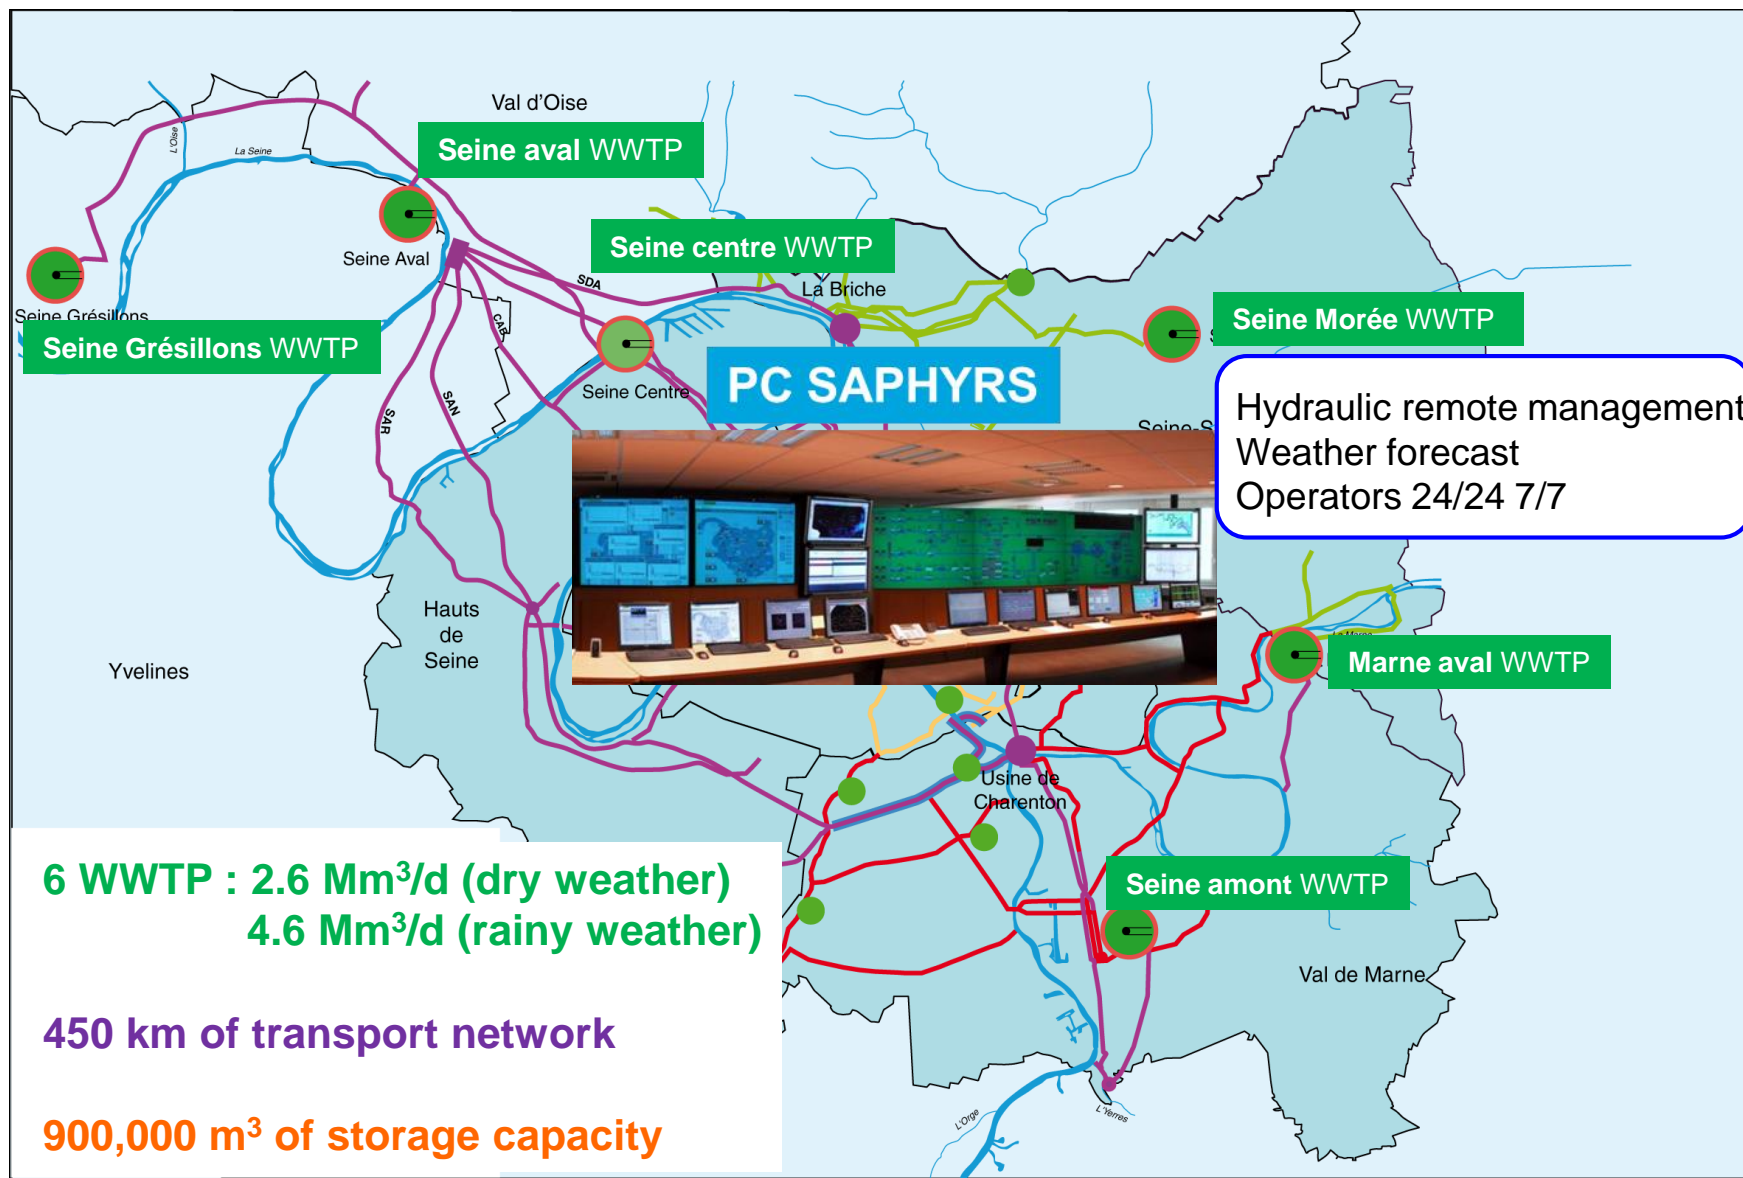 Val d'Oise
L'Oise
La Seine
Seine aval WWTP
Seine Aval
SDA
Seine centre WWTP
La Briche
Seine Grésillons
Seine Grésillons WWTP
CAB
Seine Centre
Seine Morée WWTP
PC SAPHYRS
SAR
SAN
Seine-S
Hydraulic remote management
Weather forecast
Operators 24/24 7/7
Hauts
de
Seine
Yvelines
La Marne
Marne aval WWTP
Usine de
Charenton
Seine amont WWTP
Val de Marne
6 WWTP : 2.6 Mm³/d (dry weather)
4.6 Mm³/d (rainy weather)
450 km of transport network
900,000 m³ of storage capacity
L'Orge
L'Yerres